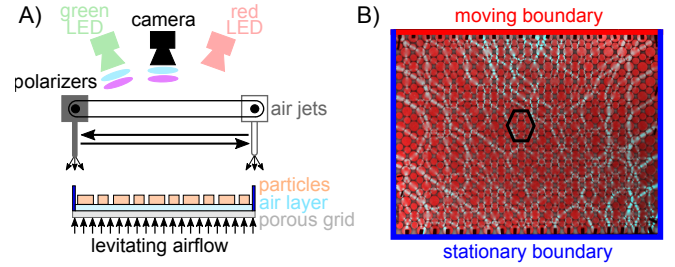 A)
green
LED
camera
red
LED
polarizers
air jets
particles
air layer
porous grid
levitating airflow
B)
moving boundary
stationary boundary